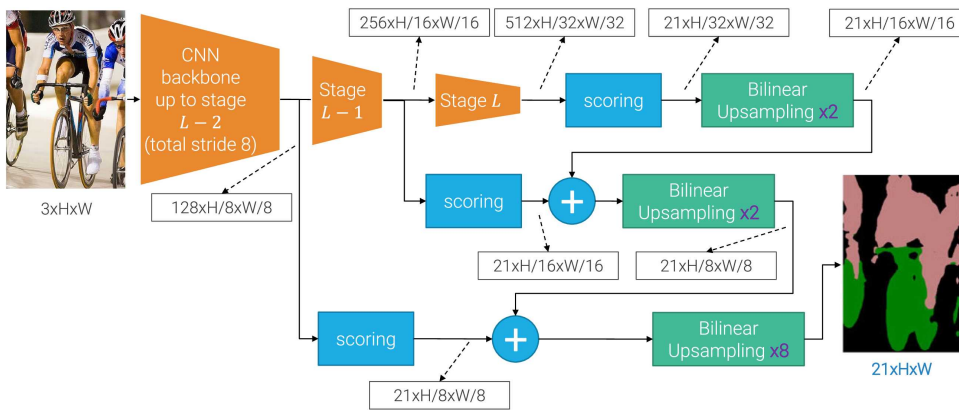 256xH/16xW/16
512xH/32xW/32
21xH/32xW/32
21xH/16xW/16
CNN
backbone
up to stage
L − 2
(total stride 8)
Stage
L − 1
Stage L
scoring
Bilinear
Upsampling x2
3xHxW
128xH/8xW/8
scoring
+
Bilinear
Upsampling x2
21xH/16xW/16
21xH/8xW/8
scoring
+
Bilinear
Upsampling x8
21xHxW
21xH/8xW/8